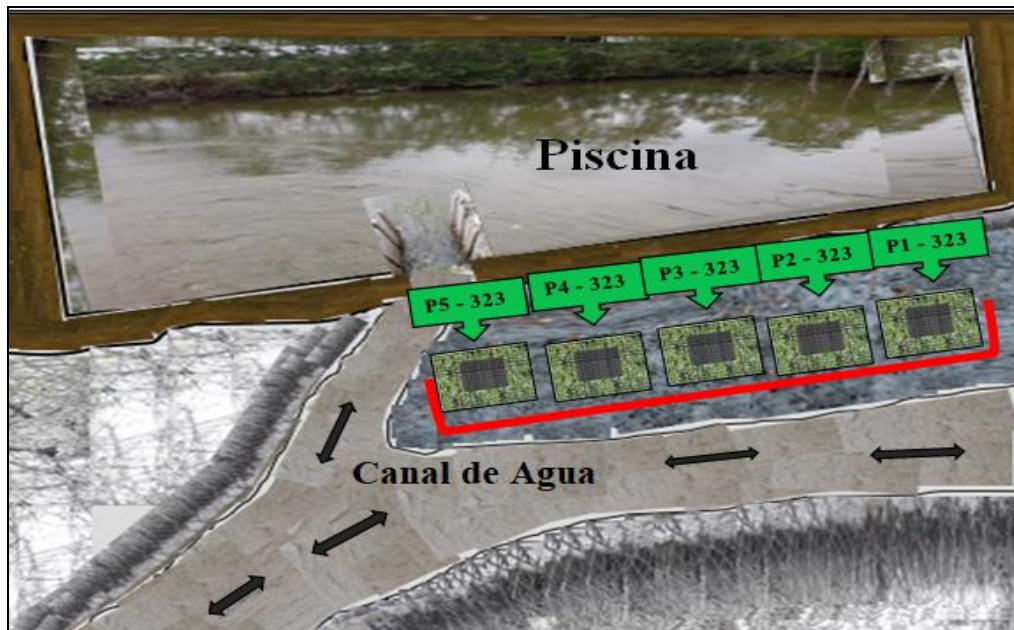 Piscina
P1 - 323
P2 - 323
P3 - 323
P4 - 323
P5 - 323
Canal de Agua